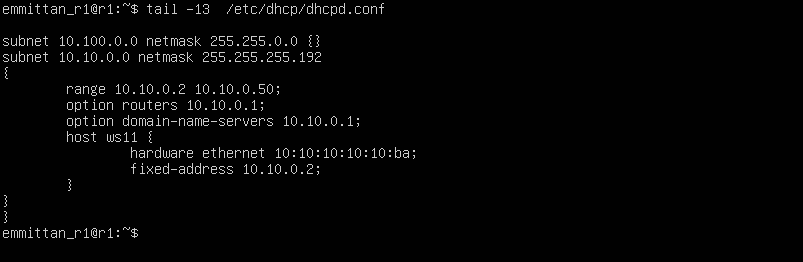 emmittan_r1@r1:~$ tail -13  /etc/dhcp/dhcpd.conf

subnet 10.100.0.0 netmask 255.255.0.0 {}
subnet 10.10.0.0 netmask 255.255.255.192
{
        range 10.10.0.2 10.10.0.50;
        option routers 10.10.0.1;
        option domain-name-servers 10.10.0.1;
        host ws11 {
                hardware ethernet 10:10:10:10:10:ba;
                fixed-address 10.10.0.2;
        }
}
}
emmittan_r1@r1:~$